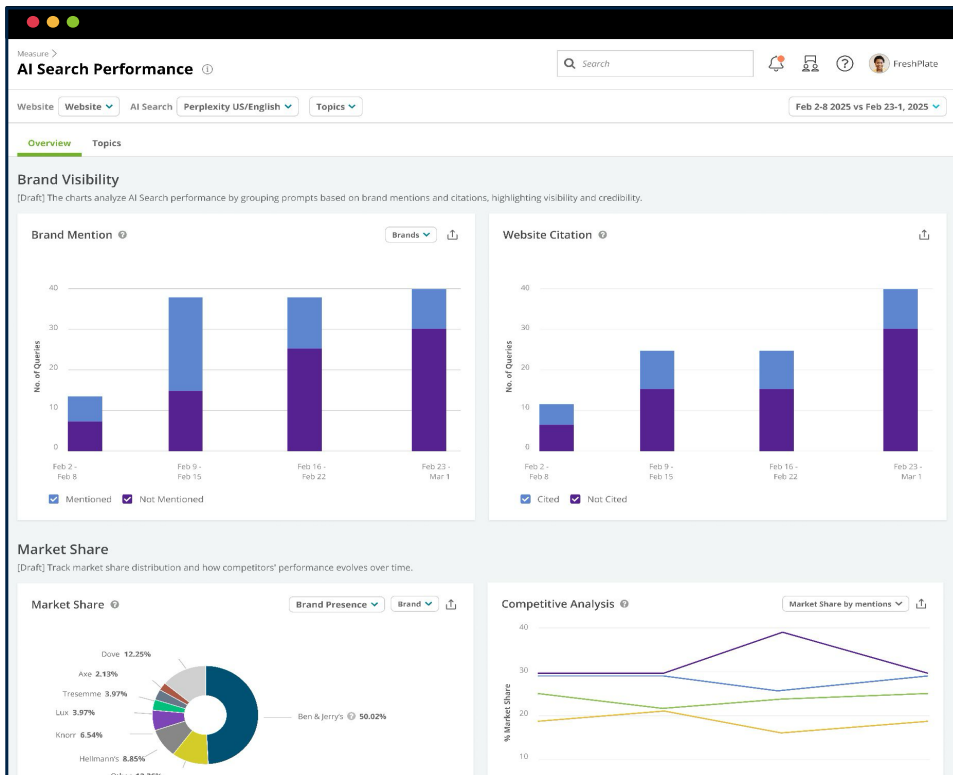 Measure >
AI Search Performance
Search
FreshPlate
Website Website AI Search Perplexity US/English Topics
Feb 2-8 2025 vs Feb 23-1, 2025
Overview Topics
Brand Visibility
[Draft] The charts analyze AI Search performance by grouping prompts based on brand mentions and citations, highlighting visibility and credibility.
Brand Mention
Brands
40
30
20
10
0
No. of Queries
Feb 2 -
Feb 8
Feb 9 -
Feb 15
Feb 16 -
Feb 22
Feb 23 -
Mar 1
Mentioned Not Mentioned
Website Citation
40
30
20
10
0
No. of Queries
Feb 2 -
Feb 8
Feb 9 -
Feb 15
Feb 16 -
Feb 22
Feb 23 -
Mar 1
Cited Not Cited
Market Share
[Draft] Track market share distribution and how competitors' performance evolves over time.
Market Share
Brand Presence Brand
Dove 12.25%
Axe 2.13%
Tresemme 3.97%
Lux 3.97%
Knorr 6.54%
Hellmann's 8.85%
Ben & Jerry's 50.02%
Competitive Analysis
Market Share by mentions
40
30
20
10
% Market Share